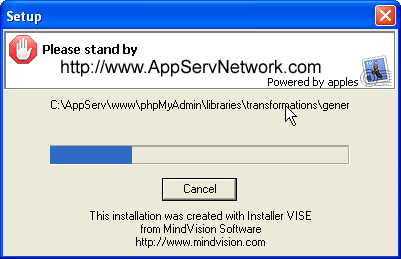 Setup
Please stand by
http://www.AppServNetwork.com
Powered by apples
C:\AppServ\www\phpMyAdmin\libraries\transformations\gener
Cancel
This installation was created with Installer VISE
from MindVision Software
http://www.mindvision.com